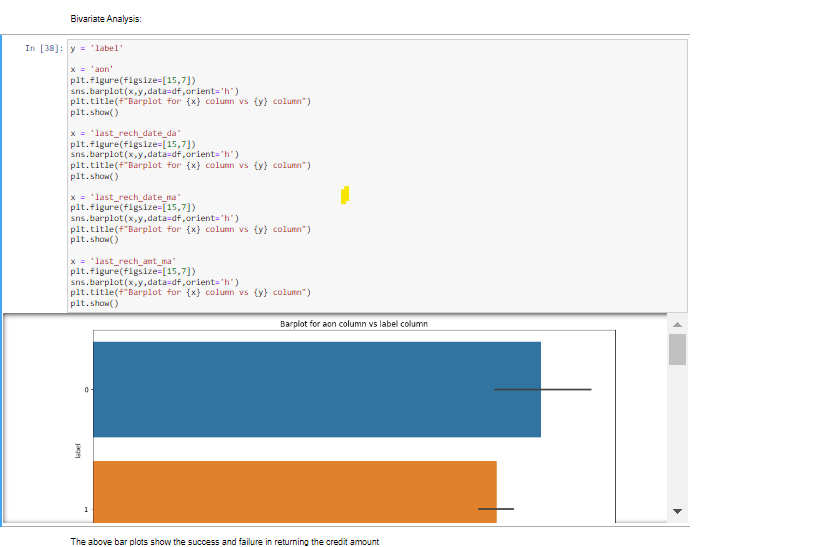 Bivariate Analysis:
In [38]: y = 'label'
x = 'aon'
plt.figure(figsize=[15,7])
sns.barplot(x,y,data=df,orient='h')
plt.title(f"Barplot for {x} column vs {y} column")
plt.show()
x = 'last_rech_date_da'
plt.figure(figsize=[15,7])
sns.barplot(x,y,data=df,orient='h')
plt.title(f"Barplot for {x} column vs {y} column")
plt.show()
x = 'last_rech_date_ma'
plt.figure(figsize=[15,7])
sns.barplot(x,y,data=df,orient='h')
plt.title(f"Barplot for {x} column vs {y} column")
plt.show()
x = 'last_rech_amt_ma'
plt.figure(figsize=[15,7])
sns.barplot(x,y,data=df,orient='h')
plt.title(f"Barplot for {x} column vs {y} column")
plt.show()
Barplot for aon column vs label column
0
label
1
The above bar plots show the success and failure in returning the credit amount